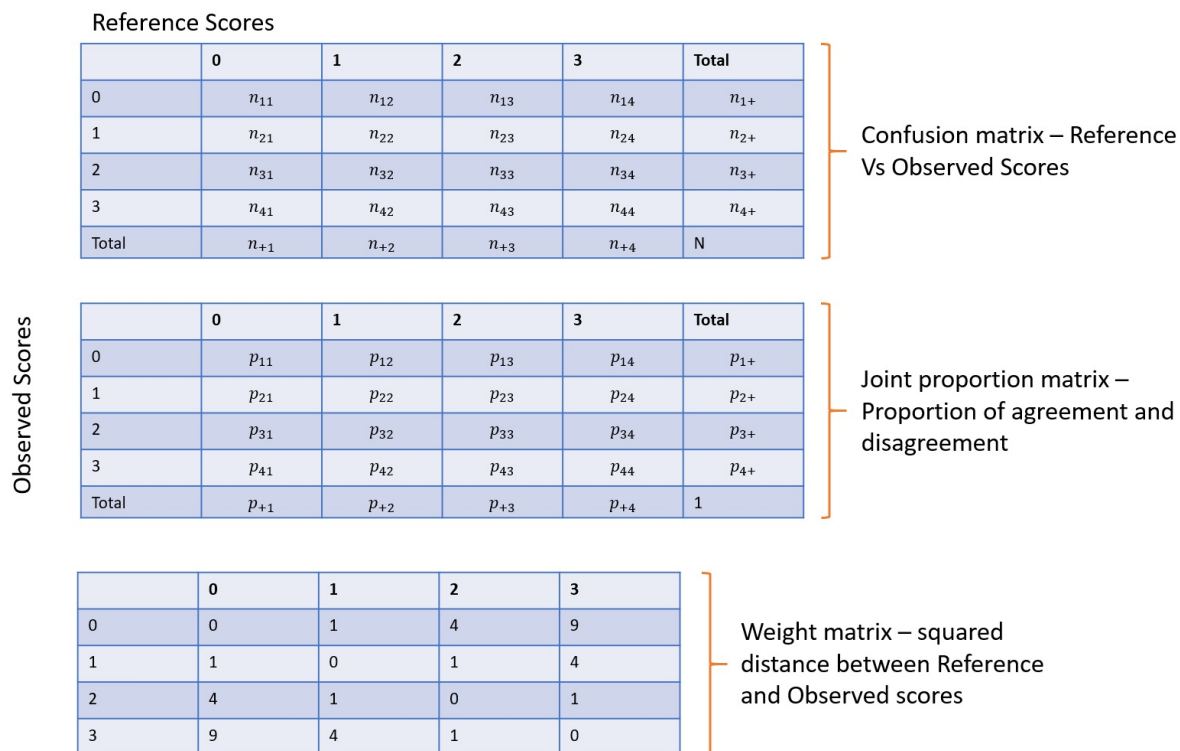 Reference Scores
0 1 2 3 Total
0 n₁₁ n₁₂ n₁₃ n₁₄ n₁₊
1 n₂₁ n₂₂ n₂₃ n₂₄ n₂₊
2 n₃₁ n₃₂ n₃₃ n₃₄ n₃₊
3 n₄₁ n₄₂ n₄₃ n₄₄ n₄₊
Total n₊₁ n₊₂ n₊₃ n₊₄ N
Confusion matrix – Reference
Vs Observed Scores
Observed Scores
0 1 2 3 Total
0 p₁₁ p₁₂ p₁₃ p₁₄ p₁₊
1 p₂₁ p₂₂ p₂₃ p₂₄ p₂₊
2 p₃₁ p₃₂ p₃₃ p₃₄ p₃₊
3 p₄₁ p₄₂ p₄₃ p₄₄ p₄₊
Total p₊₁ p₊₂ p₊₃ p₊₄ 1
Joint proportion matrix –
Proportion of agreement and
disagreement
0 1 2 3
0 0 1 4 9
1 1 0 1 4
2 4 1 0 1
3 9 4 1 0
Weight matrix – squared
distance between Reference
and Observed scores